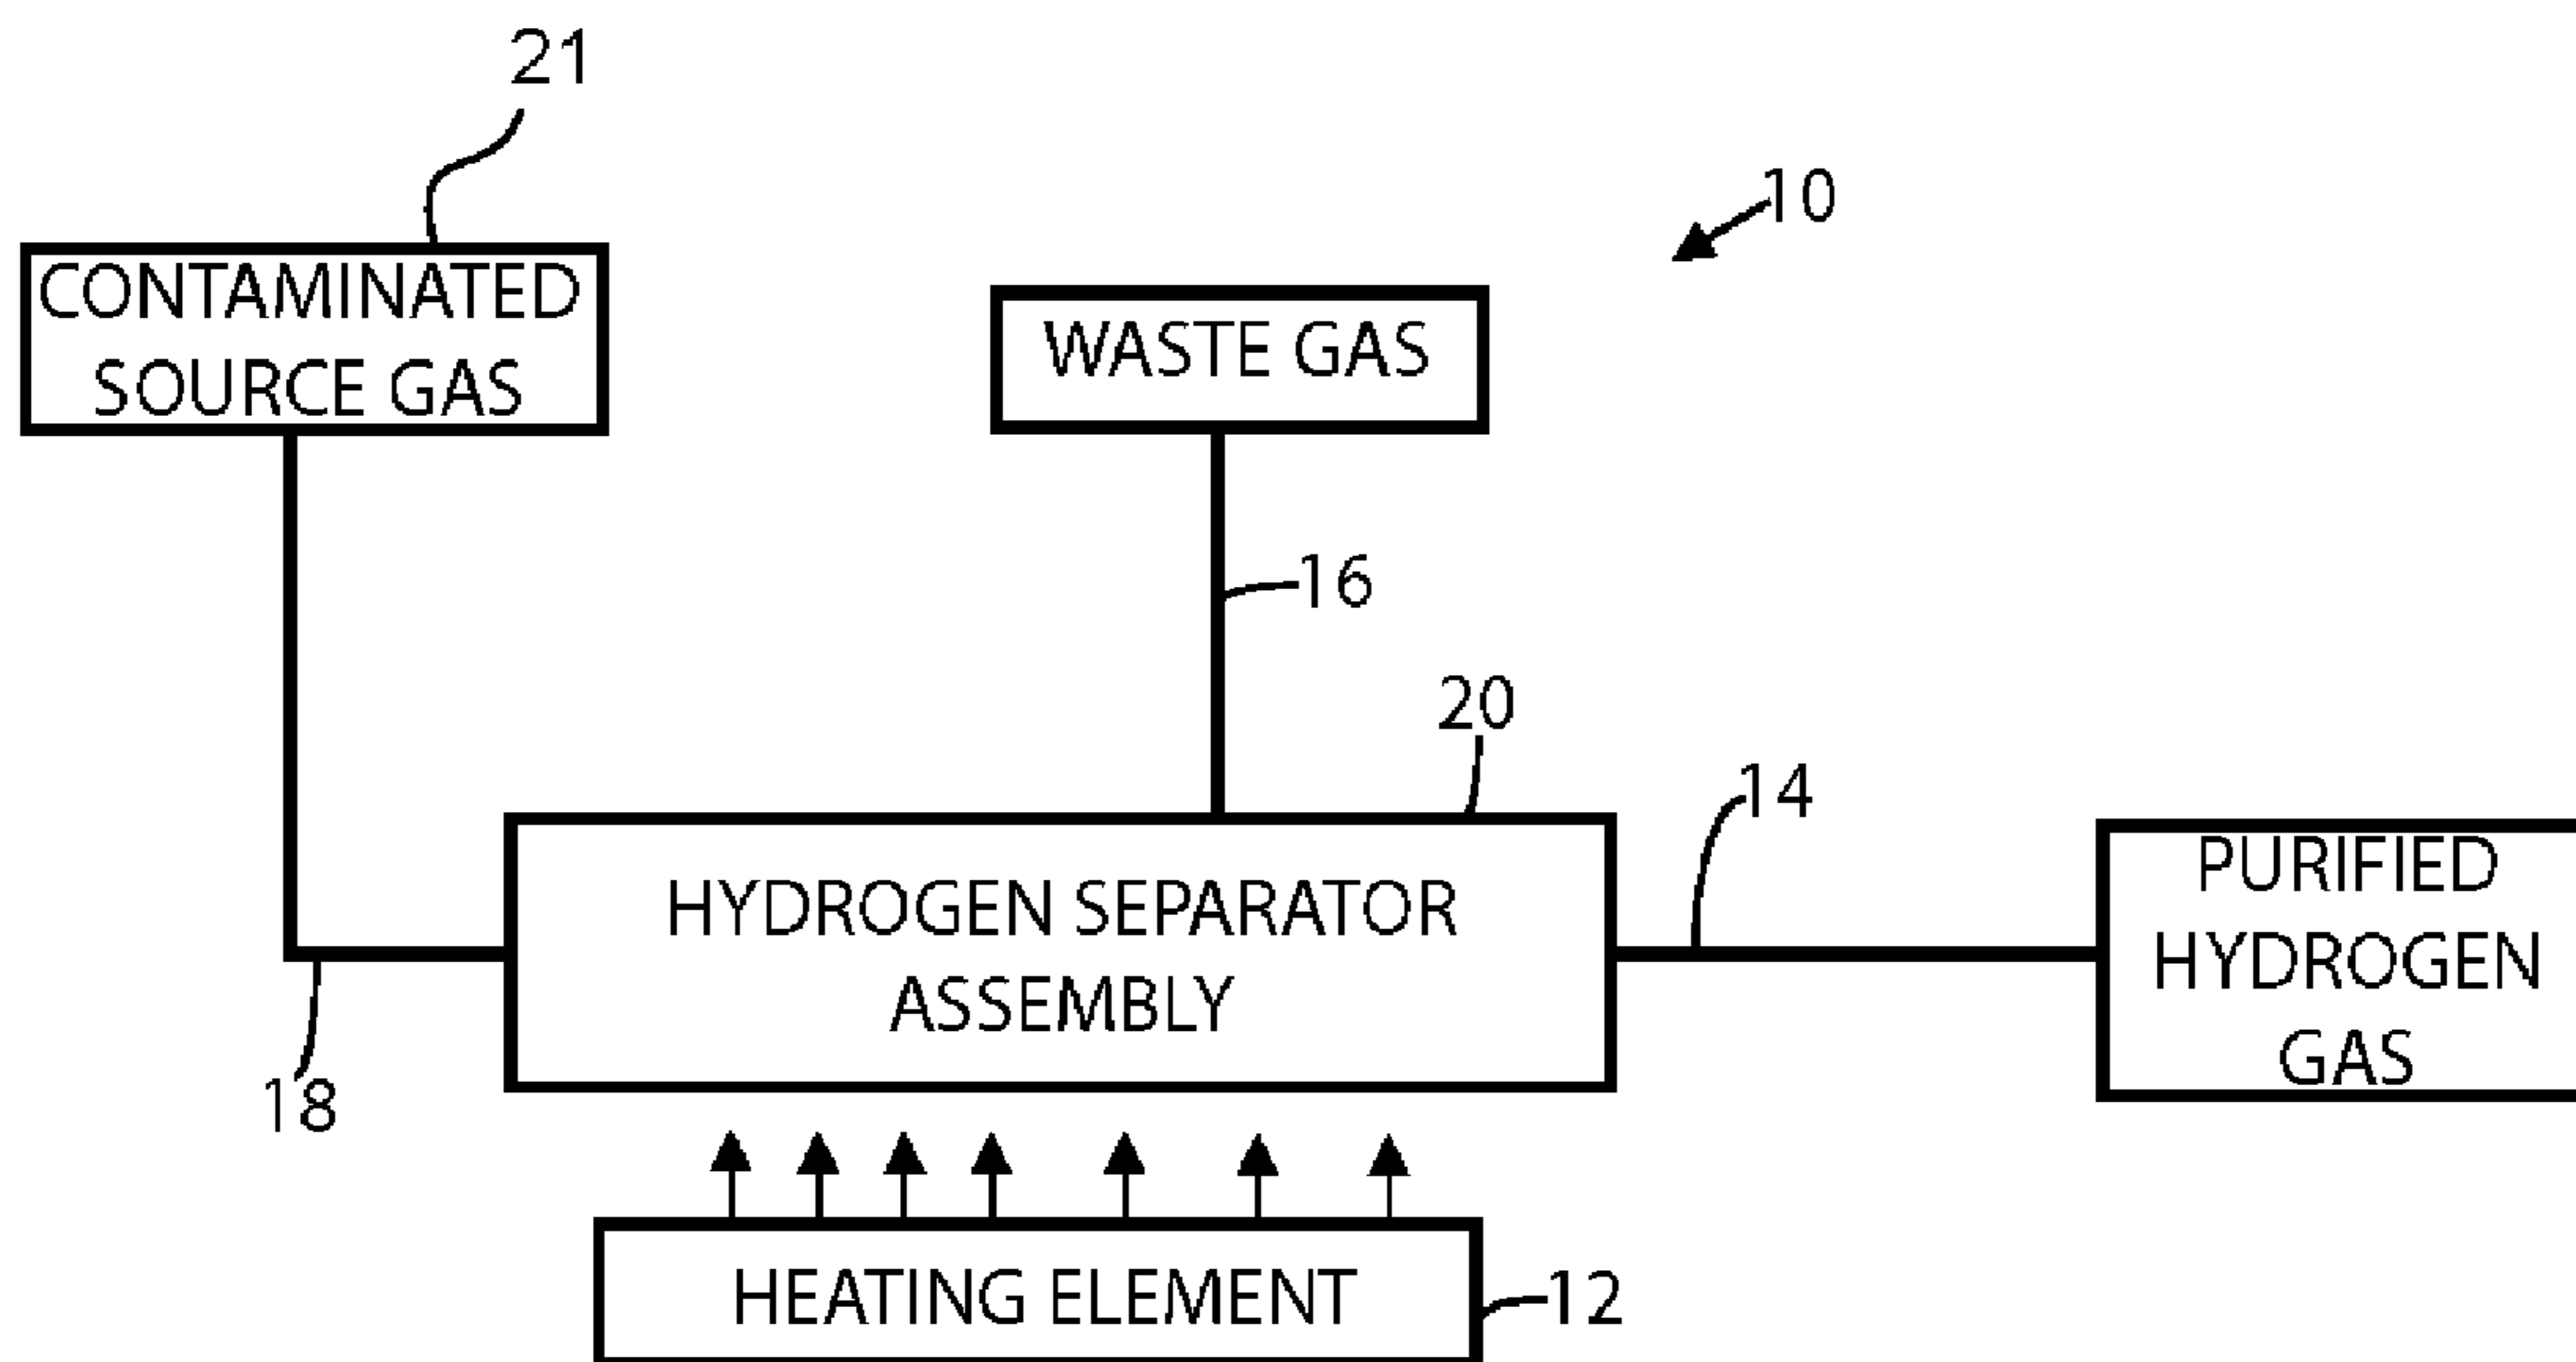 21
10
CONTAMINATED
SOURCE GAS
WASTE GAS
16
20
14
HYDROGEN SEPARATOR
ASSEMBLY
PURIFIED
HYDROGEN
GAS
18
HEATING ELEMENT
12